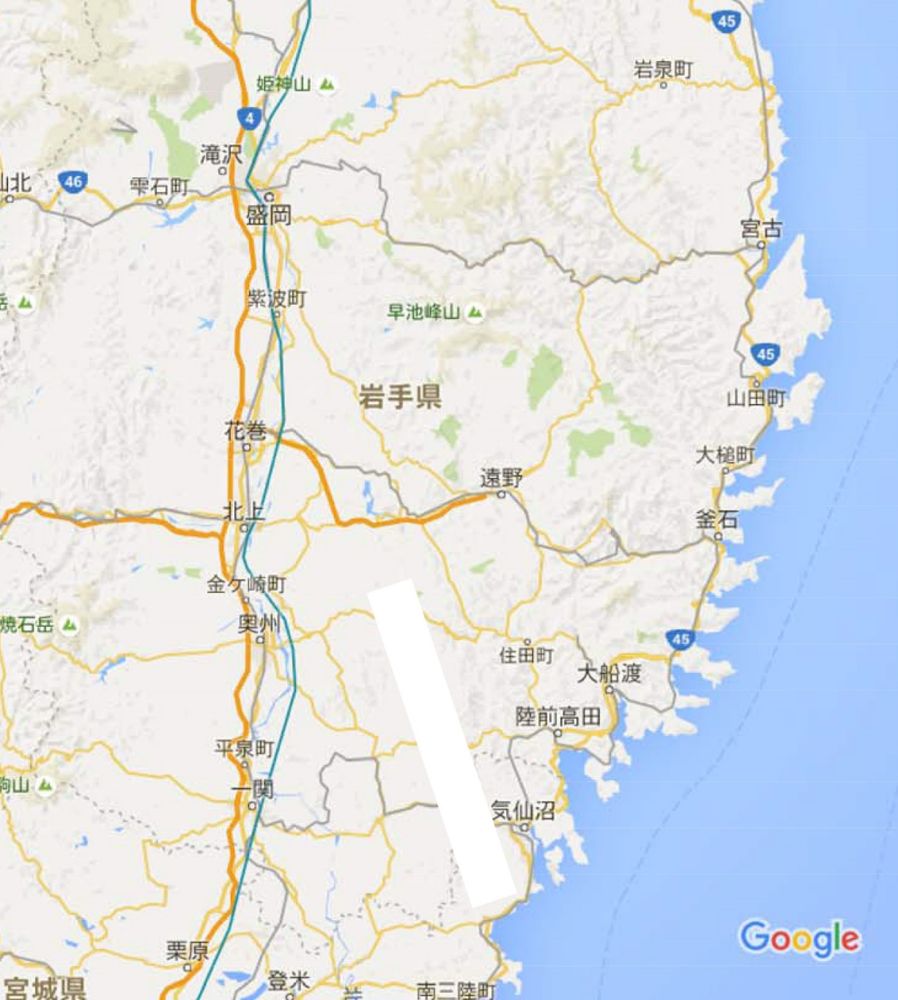 45
岩泉町
姫神山
4
滝沢
46
雫石町
仙北
盛岡
宮古
紫波町
岳
早池峰山
45
岩手県
山田町
花巻
大槌町
遠野
北上
釜石
金ケ崎町
焼石岳
奥州
45
住田町
大船渡
陸前高田
平泉町
駒山
一関
気仙沼
Google
栗原
宮城県
登米
南三陸町